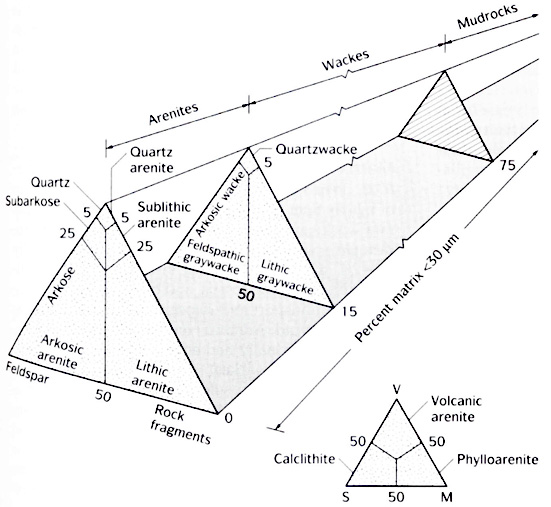 Mudrocks
Wackes
Arenites
Quartz
arenite
Quartzwacke
Quartz
Subarkose
Sublithic
arenite
5
5
5
25
25
75
Arkosic wacke
Feldspathic
graywacke
Lithic
graywacke
50
15
Arkose
Arkosic
arenite
Lithic
arenite
Feldspar
50
Rock
fragments
0
Percent matrix <30 μm
V
Volcanic
arenite
50
50
Calclithite
Phylloarenite
S
50
M